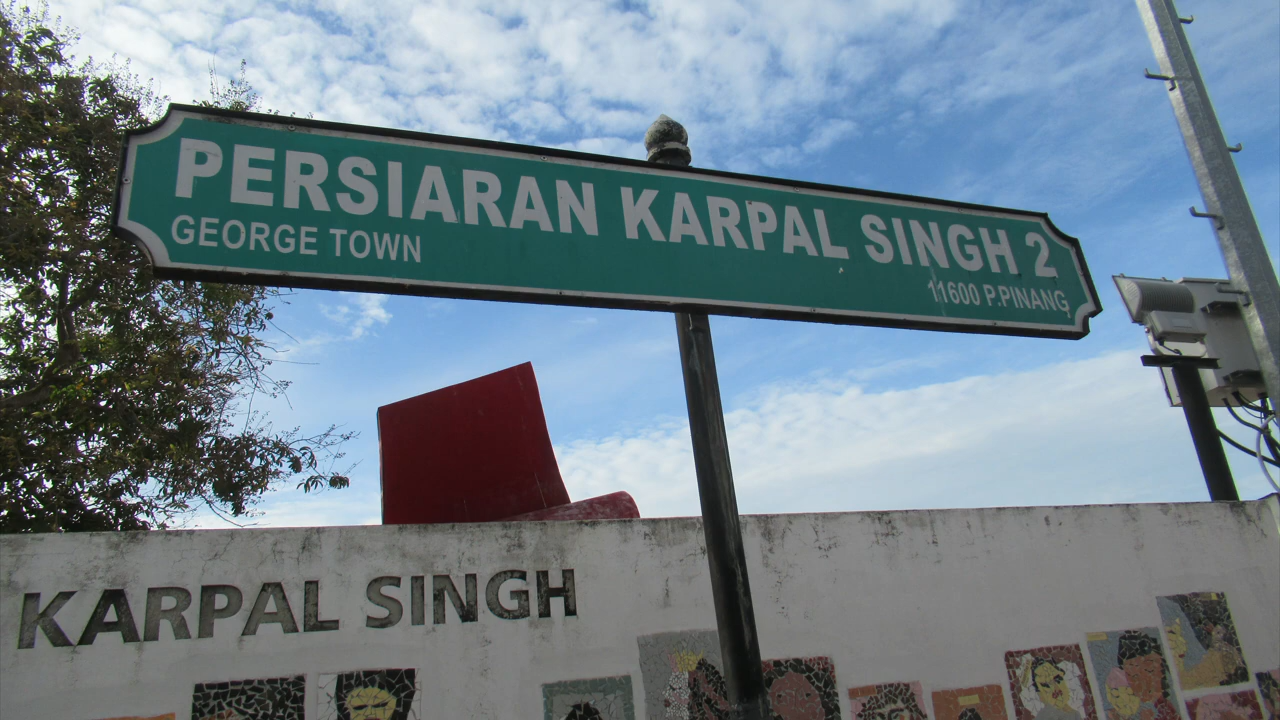 PERSIARAN KARPAL SINGH 2
GEORGE TOWN
11600 P.PINANG
KARPAL SINGH